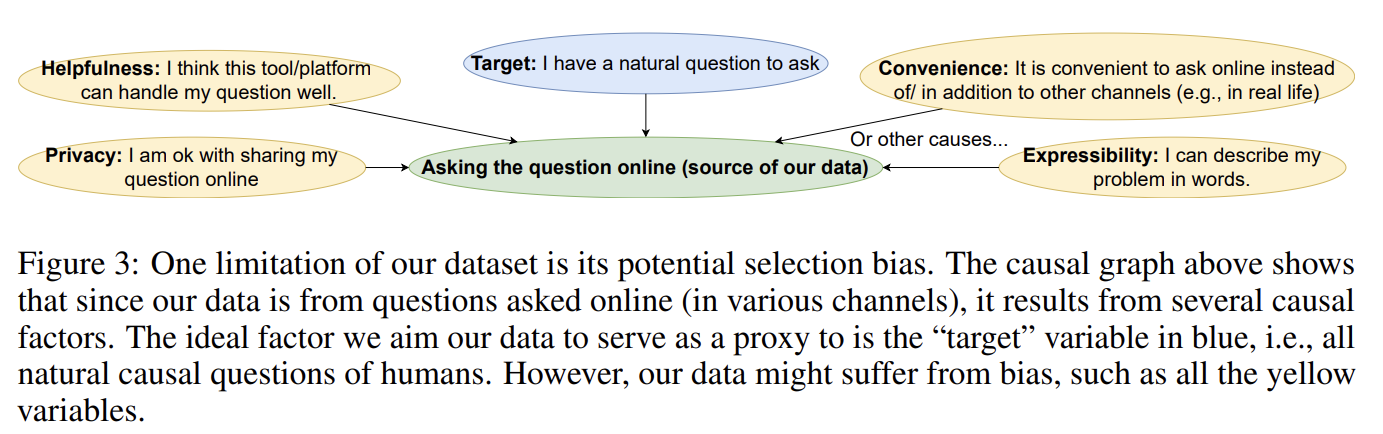 Helpfulness: I think this tool/platform
can handle my question well.
Target: I have a natural question to ask
Convenience: It is convenient to ask online instead
of/ in addition to other channels (e.g., in real life)
Privacy: I am ok with sharing my
question online
Asking the question online (source of our data)
Or other causes...
Expressibility: I can describe my
problem in words.
Figure 3: One limitation of our dataset is its potential selection bias. The causal graph above shows
that since our data is from questions asked online (in various channels), it results from several causal
factors. The ideal factor we aim our data to serve as a proxy to is the “target” variable in blue, i.e., all
natural causal questions of humans. However, our data might suffer from bias, such as all the yellow
variables.